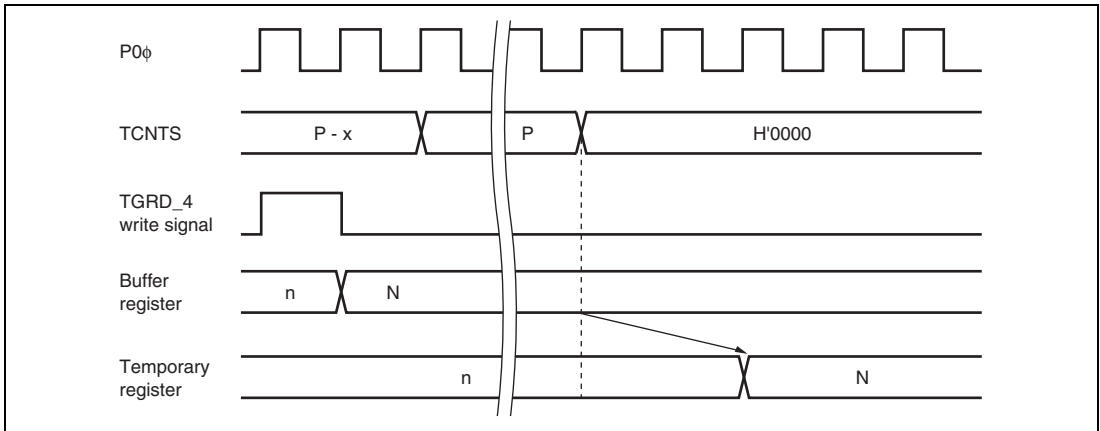 P0ϕ
TCNTS
P - x
P
H'0000
TGRD_4
write signal
Buffer
register
n
N
Temporary
register
n
N